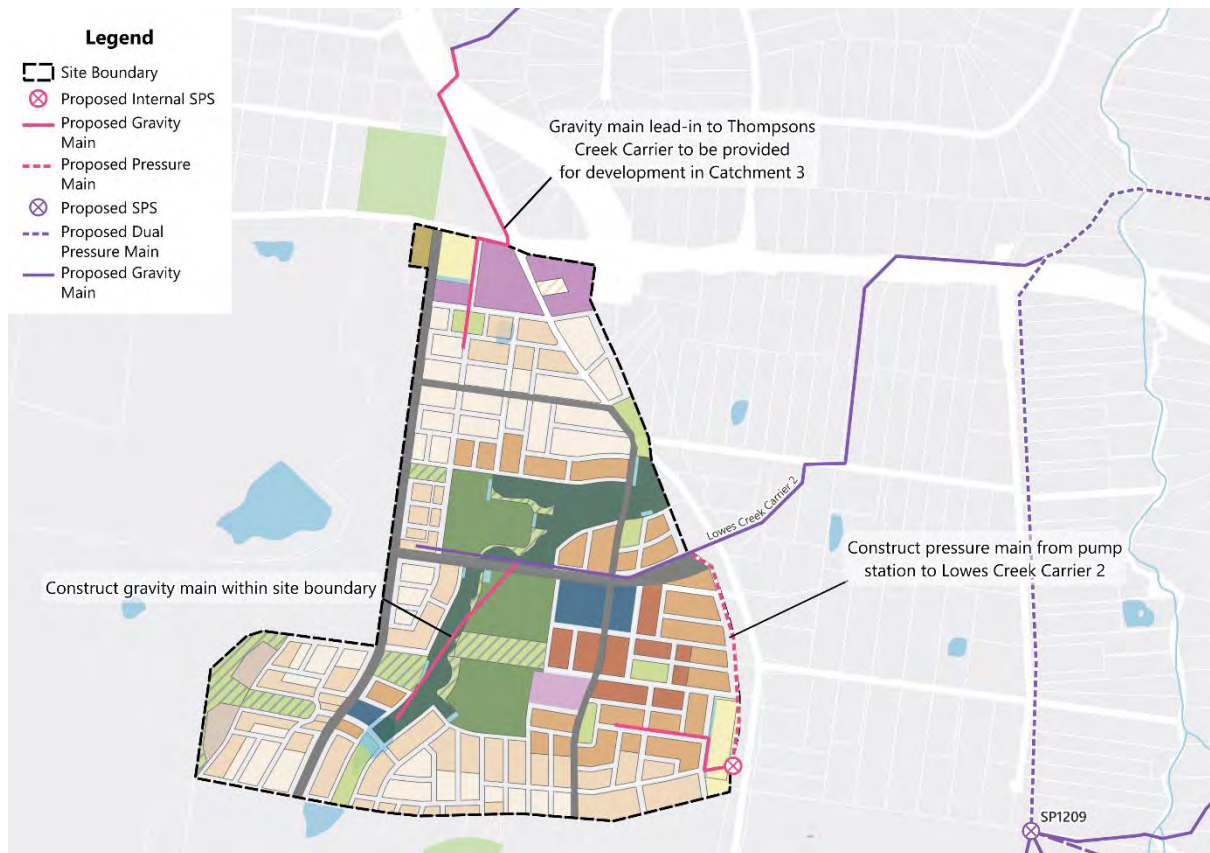 Legend
Site Boundary
Proposed Internal SPS
Proposed Gravity
Main
Proposed Pressure
Main
Proposed SPS
Proposed Dual
Pressure Main
Proposed Gravity
Main
Gravity main lead-in to Thompsons
Creek Carrier to be provided
for development in Catchment 3
Lowes Creek Carrier 2
Construct pressure main from pump
station to Lowes Creek Carrier 2
Construct gravity main within site boundary
SP1209